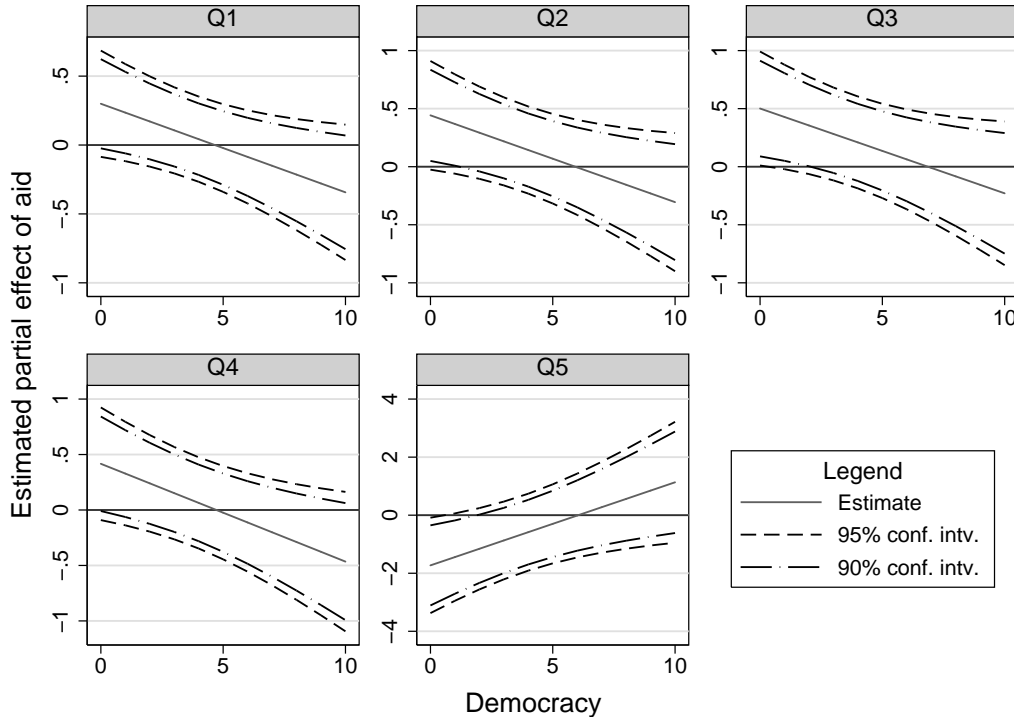 Estimated partial effect of aid
Q1
.5
0
−.5
−1
0 5 10
Q2
1
.5
0
−.5
−1
0 5 10
Q3
1
.5
0
−.5
−1
0 5 10
Q4
1
.5
0
−.5
−1
0 5 10
Q5
4
2
0
−2
−4
0 5 10
Legend
Estimate
95% conf. intv.
90% conf. intv.
Democracy